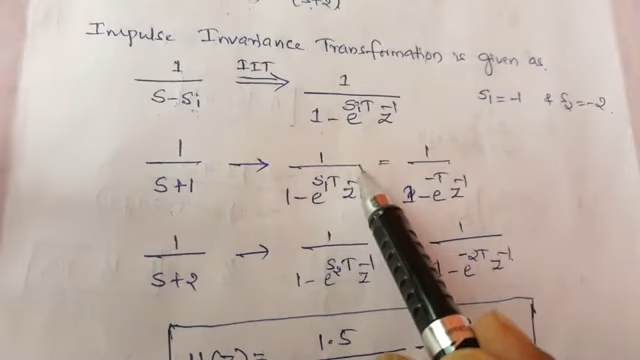 (S+2)
Impulse Invariance Transformation is given as.
1/(S-Si) IIT ⟹ 1/(1-e^{SiT} z^{-1}) S1=-1 & S2=-2.
1/(S+1) → 1/(1-e^{S1T} z^{-1}) = 1/(1-e^{-T} z^{-1})
1/(S+2) → 1/(1-e^{S2T} z^{-1}) 1/(1-e^{-2T} z^{-1})
H(z)= 1.5